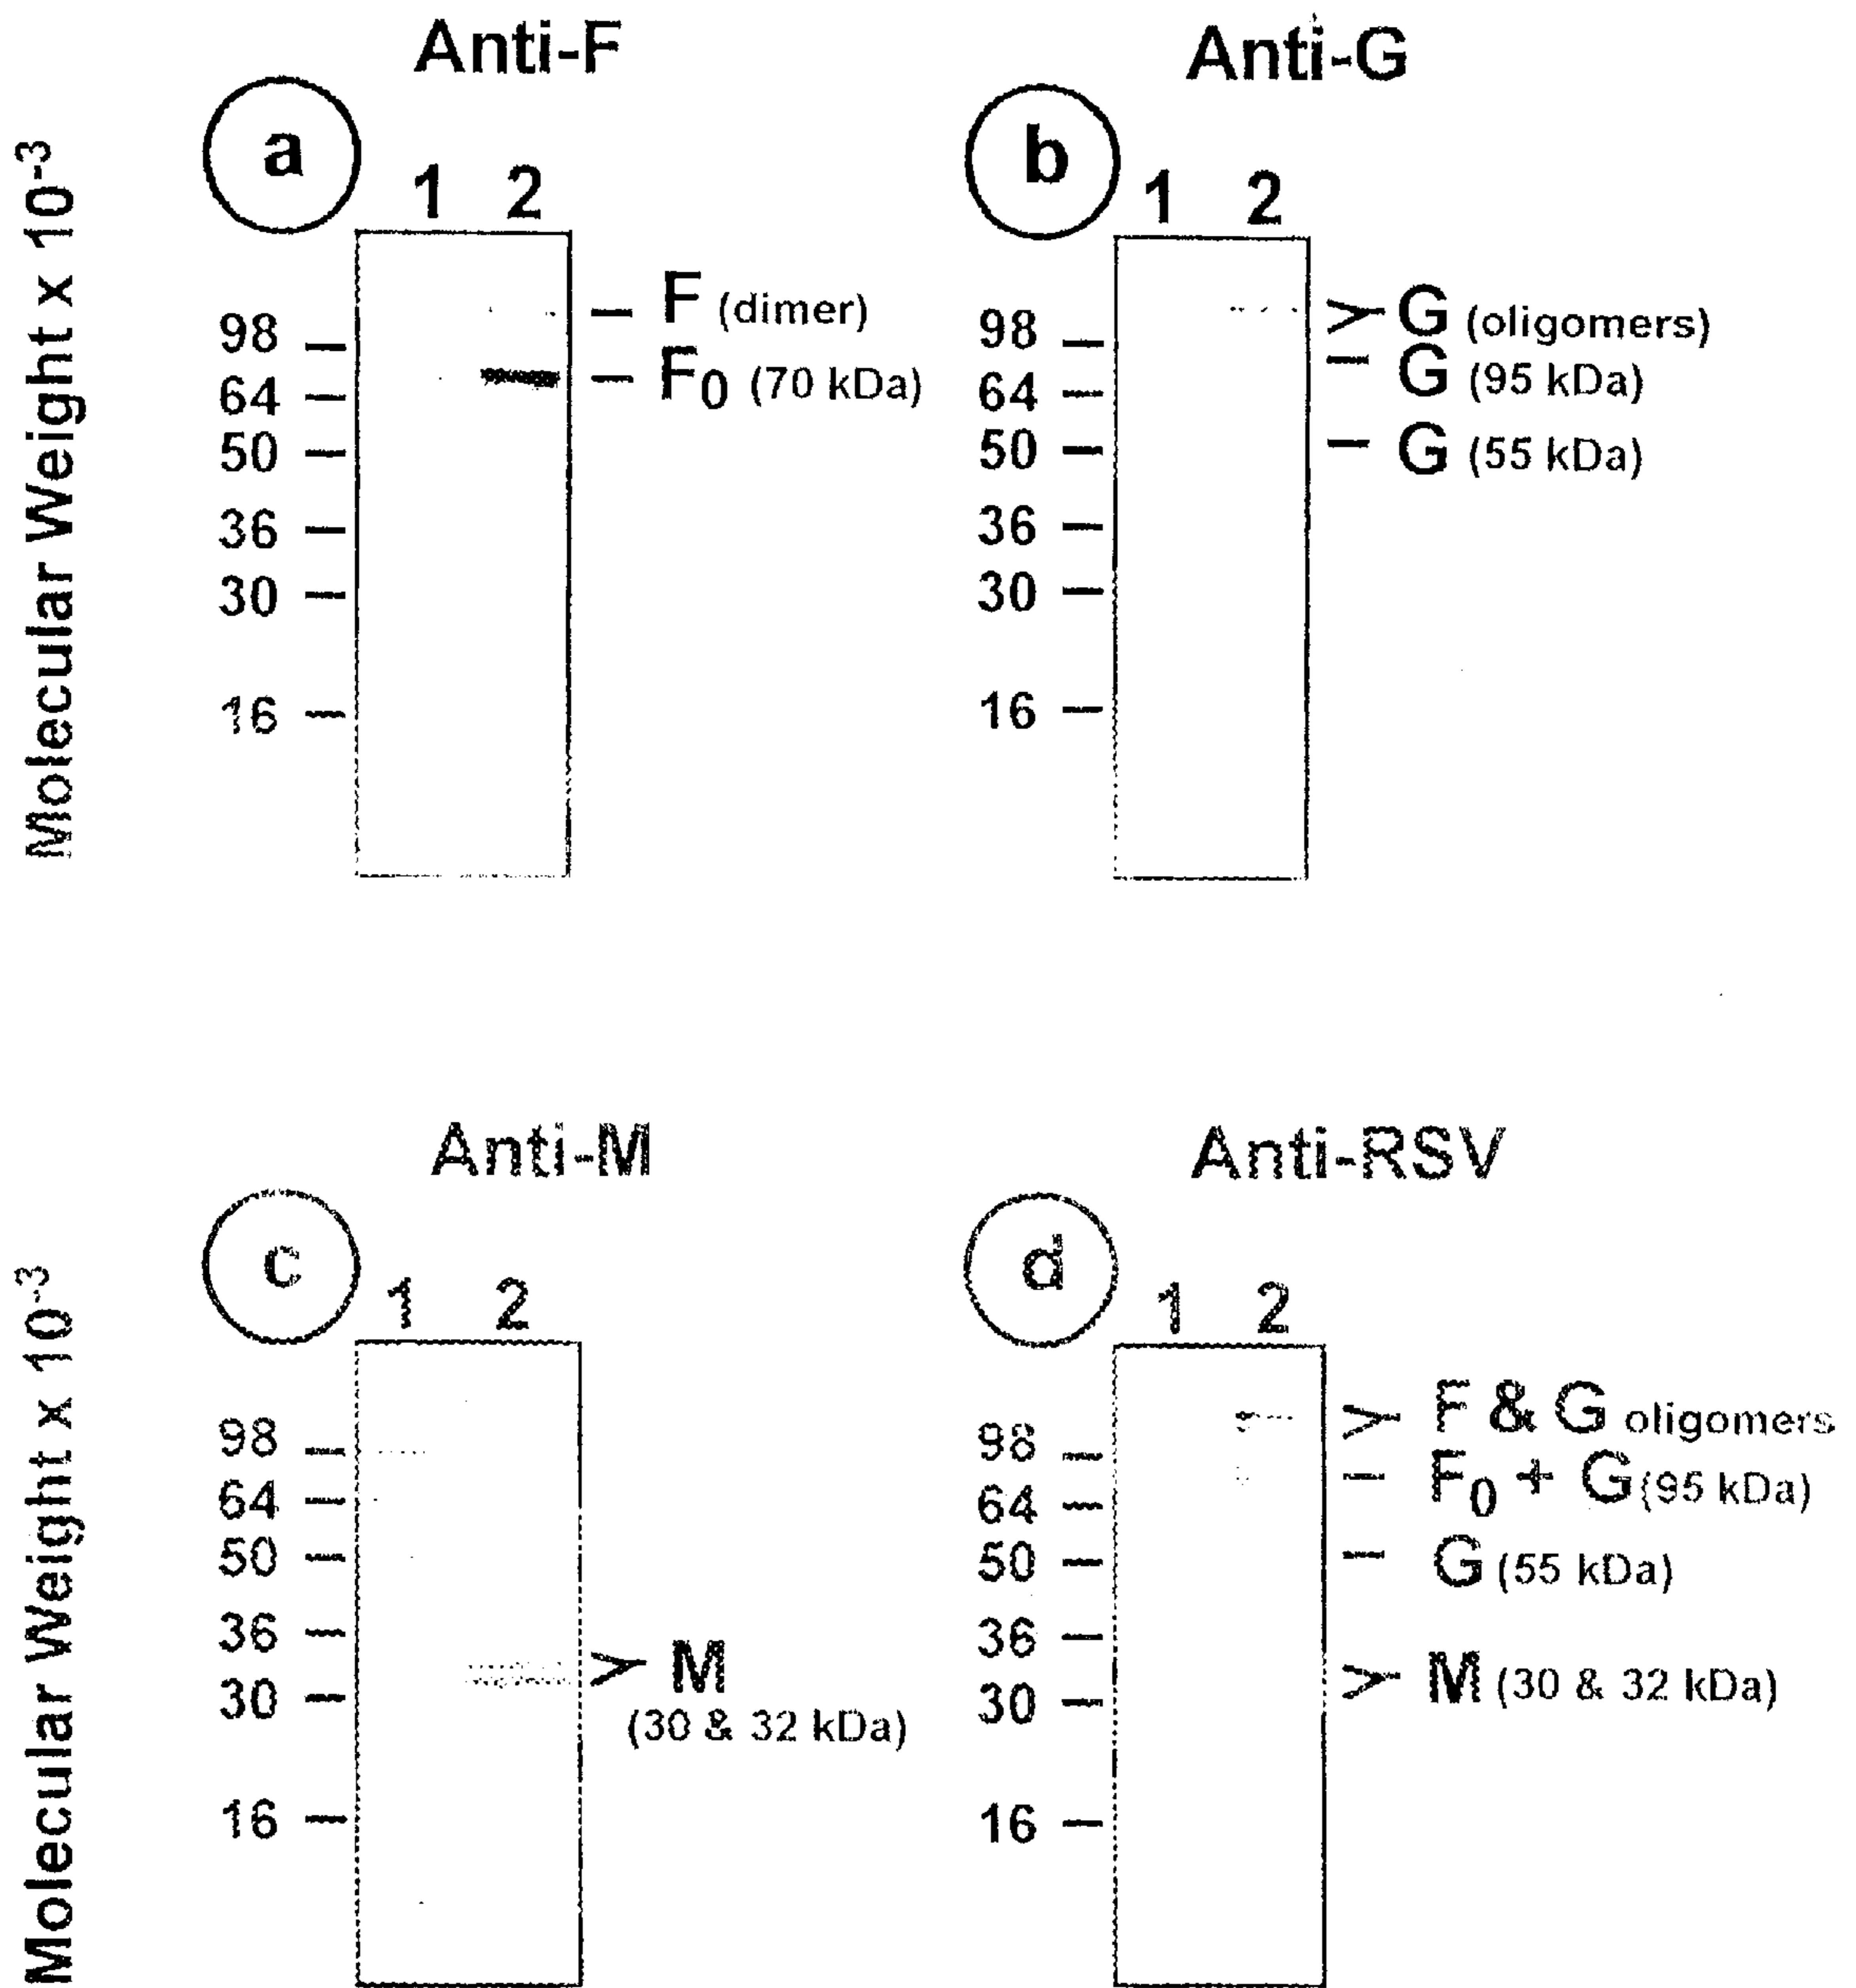 Anti-F
a
1 2
Molecular Weight x 10⁻³
98
64
50
36
30
16
F (dimer)
F₀ (70 kDa)
Anti-G
b
1 2
98
64
50
36
30
16
> G (oligomers)
G (95 kDa)
G (55 kDa)
Anti-M
c
1 2
Molecular Weight x 10⁻³
98
64
50
36
30
16
> M
(30 & 32 kDa)
Anti-RSV
d
1 2
98
64
50
36
30
16
> F & G oligomers
F₀ + G (95 kDa)
G (55 kDa)
> M (30 & 32 kDa)